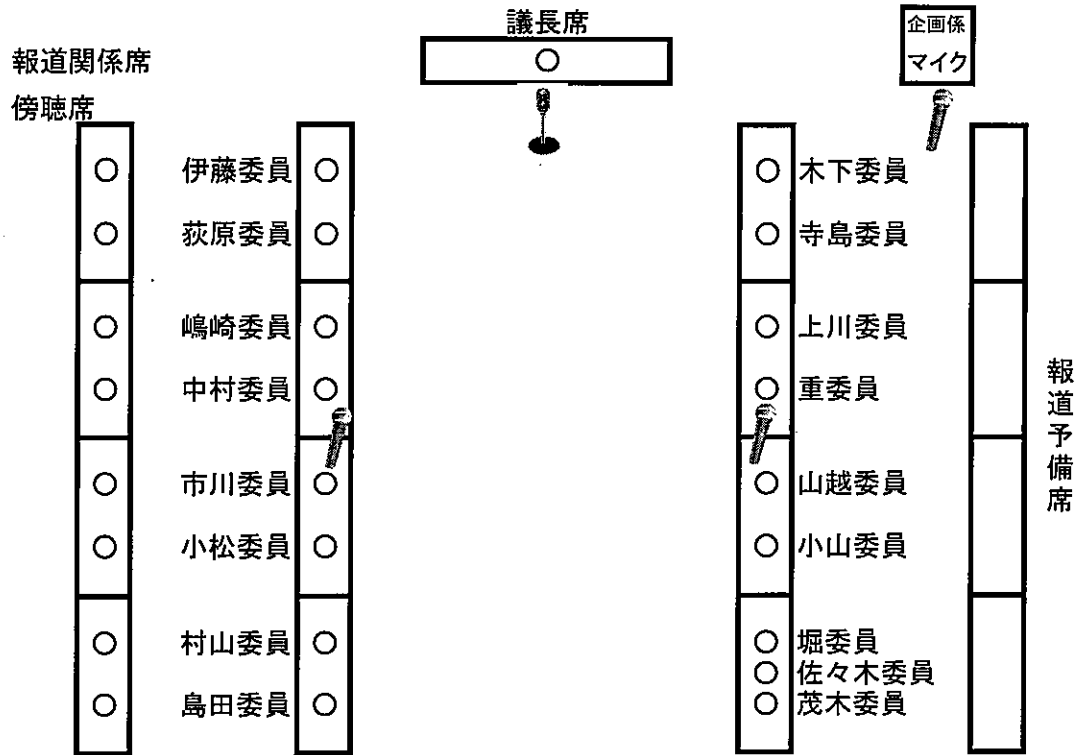 議長席
企画係
マイク
報道関係席
傍聴席
伊藤委員
荻原委員
嶋崎委員
中村委員
市川委員
小松委員
村山委員
島田委員
木下委員
寺島委員
上川委員
重委員
山越委員
小山委員
堀委員
佐々木委員
茂木委員
報道予備席